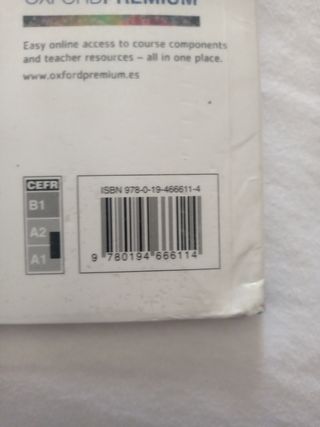 OXFORDPREMIUM
Easy online access to course components
and teacher resources – all in one place.
www.oxfordpremium.es
CEFR
B1
A2
A1
ISBN 978-0-19-466611-4
9 780194 666114